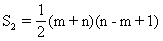 S₂ = 1/2 (m + n)(n - m + 1)